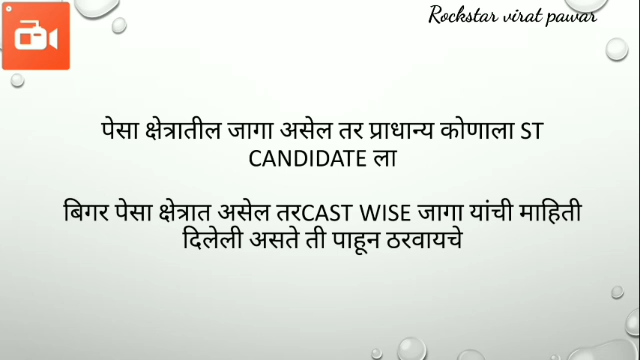 Rockstar virat pawar
पेसा क्षेत्रातील जागा असेल तर प्राधान्य कोणाला ST
CANDIDATE ला
बिगर पेसा क्षेत्रात असेल तरCAST WISE जागा यांची माहिती
दिलेली असते ती पाहून ठरवायचे